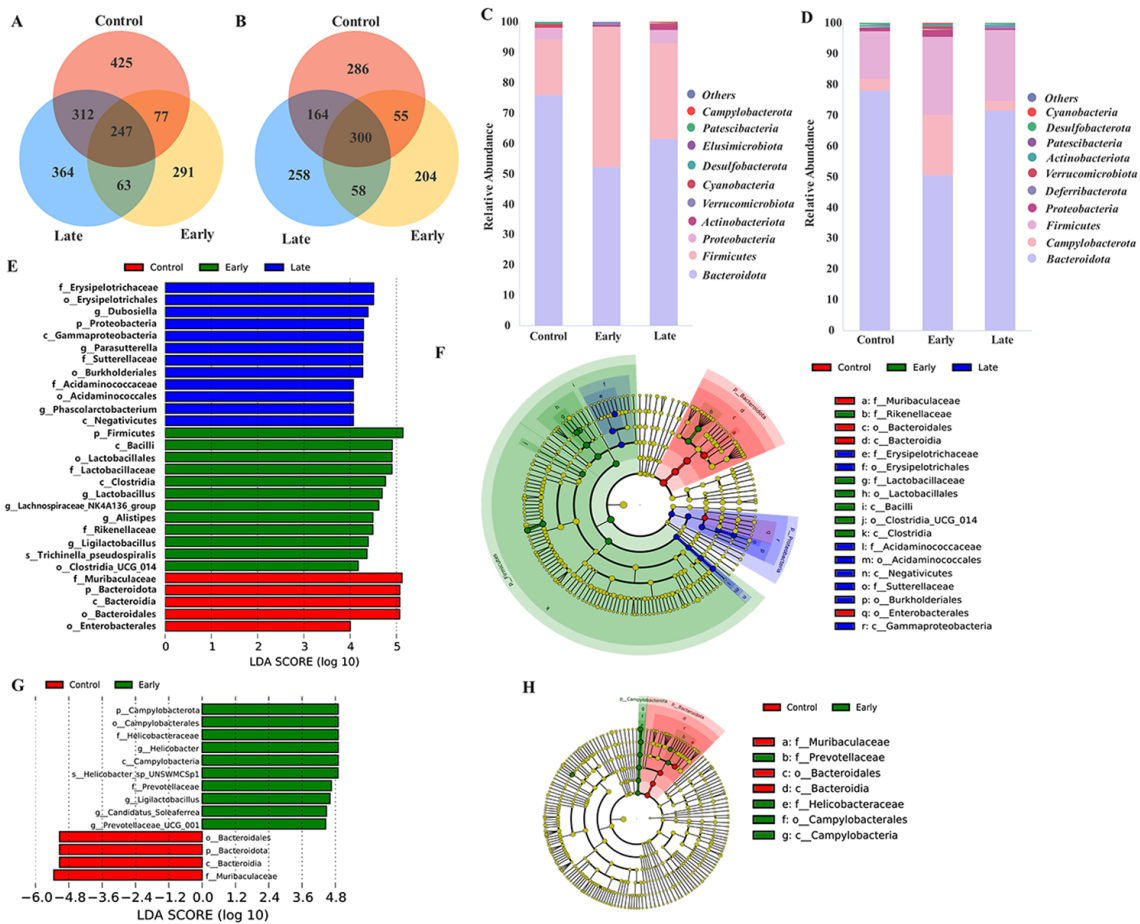 A
Control
425
312
77
247
364
63
291
Late
Early
B
Control
286
164
55
300
258
58
204
Late
Early
C
Relative Abundance
100
90
80
70
60
50
40
30
20
10
0
Control
Early
Late
Others
Campylobacterota
Patescibacteria
Elusimicrobiota
Desulfobacterota
Cyanobacteria
Verrucomicrobiota
Actinobacteriota
Proteobacteria
Firmicutes
Bacteroidota
D
Relative Abundance
100
90
80
70
60
50
40
30
20
10
0
Control
Early
Late
Others
Cyanobacteria
Desulfobacterota
Patescibacteria
Actinobacteriota
Verrucomicrobiota
Deferribacterota
Proteobacteria
Firmicutes
Campylobacterota
Bacteroidota
E
Control Early Late
f__Erysipelotrichaceae
o__Erysipelotrichales
g__Dubosiella
p__Proteobacteria
c__Gammaproteobacteria
g__Parasutterella
f__Sutterellaceae
o__Burkholderiales
f__Acidaminococcaceae
o__Acidaminococcales
g__Phascolarctobacterium
c__Negativicutes
p__Firmicutes
c__Bacilli
o__Lactobacillales
f__Lactobacillaceae
c__Clostridia
g__Lactobacillus
g__Lachnospiraceae_NK4A136_group
g__Alistipes
f__Rikenellaceae
g__Ligilactobacillus
s__Trichinella_pseudospiralis
o__Clostridia_UCG_014
f__Muribaculaceae
p__Bacteroidota
c__Bacteroidia
o__Bacteroidales
o__Enterobacterales
0 1 2 3 4 5
LDA SCORE (log 10)
F
p__Bacteroidota
p__Proteobacteria
p__Firmicutes
Control Early Late
a: f__Muribaculaceae
b: f__Rikenellaceae
c: o__Bacteroidales
d: c__Bacteroidia
e: f__Erysipelotrichaceae
f: o__Erysipelotrichales
g: f__Lactobacillaceae
h: o__Lactobacillales
i: c__Bacilli
j: o__Clostridia_UCG_014
k: c__Clostridia
l: f__Acidaminococcaceae
m: o__Acidaminococcales
n: c__Negativicutes
o: f__Sutterellaceae
p: o__Burkholderiales
q: o__Enterobacterales
r: c__Gammaproteobacteria
G
Control Early
p__Campylobacterota
o__Campylobacterales
f__Helicobacteraceae
g__Helicobacter
c__Campylobacteria
s__Helicobacter_sp_UNSWMCSp1
f__Prevotellaceae
g__Ligilactobacillus
g__Candidatus_Soleaferrea
g__Prevotellaceae_UCG_001
o__Bacteroidales
p__Bacteroidota
c__Bacteroidia
f__Muribaculaceae
−6.0 −4.8 −3.6 −2.4 −1.2 0.0 1.2 2.4 3.6 4.8
LDA SCORE (log 10)
H
p__Campylobacterota
p__Bacteroidota
Control Early
a: f__Muribaculaceae
b: f__Prevotellaceae
c: o__Bacteroidales
d: c__Bacteroidia
e: f__Helicobacteraceae
f: o__Campylobacterales
g: c__Campylobacteria